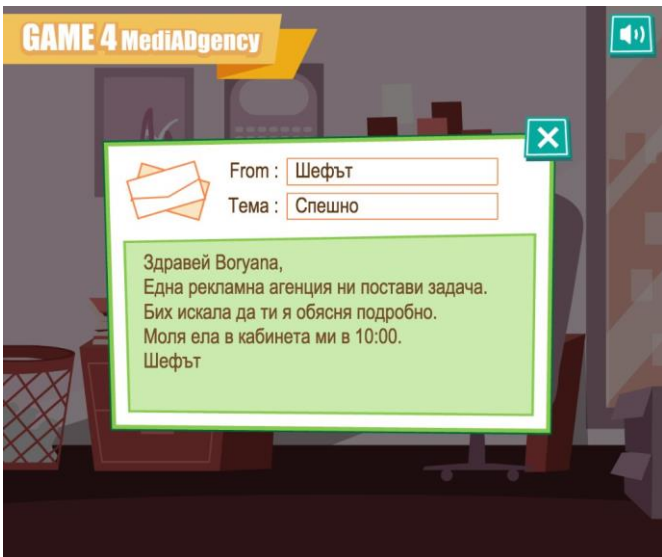 GAME 4 MediADgency
From : Шефът
Тема : Спешно
Здравей Boryana,
Една рекламна агенция ни постави задача.
Бих искала да ти я обясня подробно.
Моля ела в кабинета ми в 10:00.
Шефът